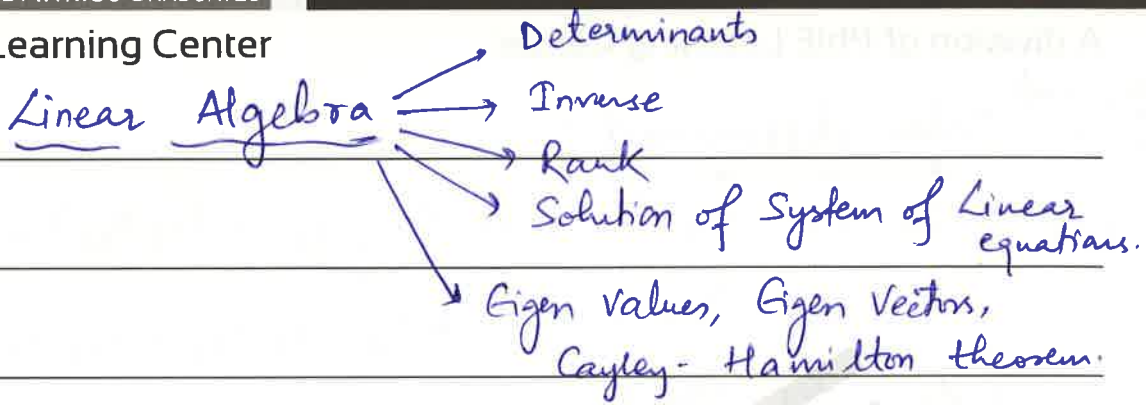 Learning Center
Determinants
Linear Algebra
Inverse
Rank
Solution of System of Linear
equations.
Eigen values, Eigen Vectors,
Cayley-Hamilton theorem.